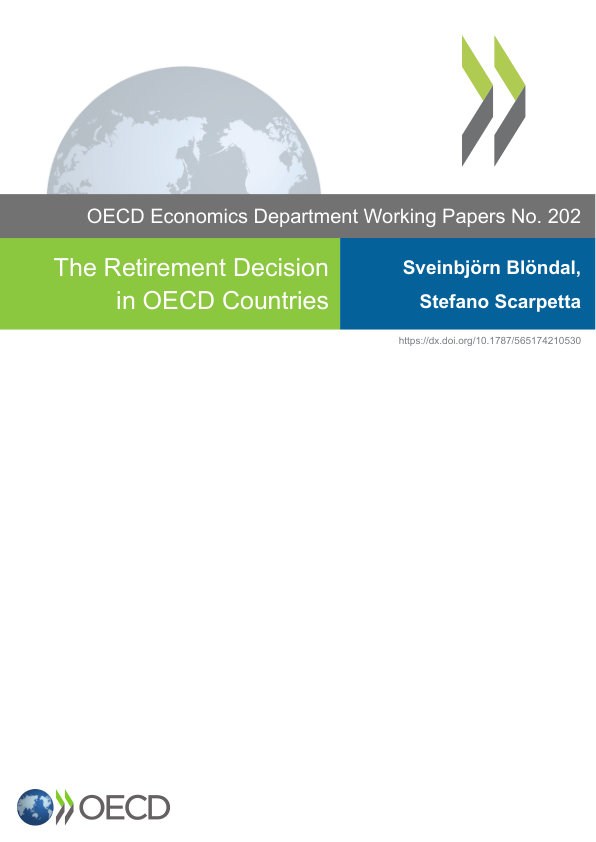 OECD Economics Department Working Papers No. 202
The Retirement Decision
in OECD Countries
Sveinbjörn Blöndal,
Stefano Scarpetta
https://dx.doi.org/10.1787/565174210530
OECD